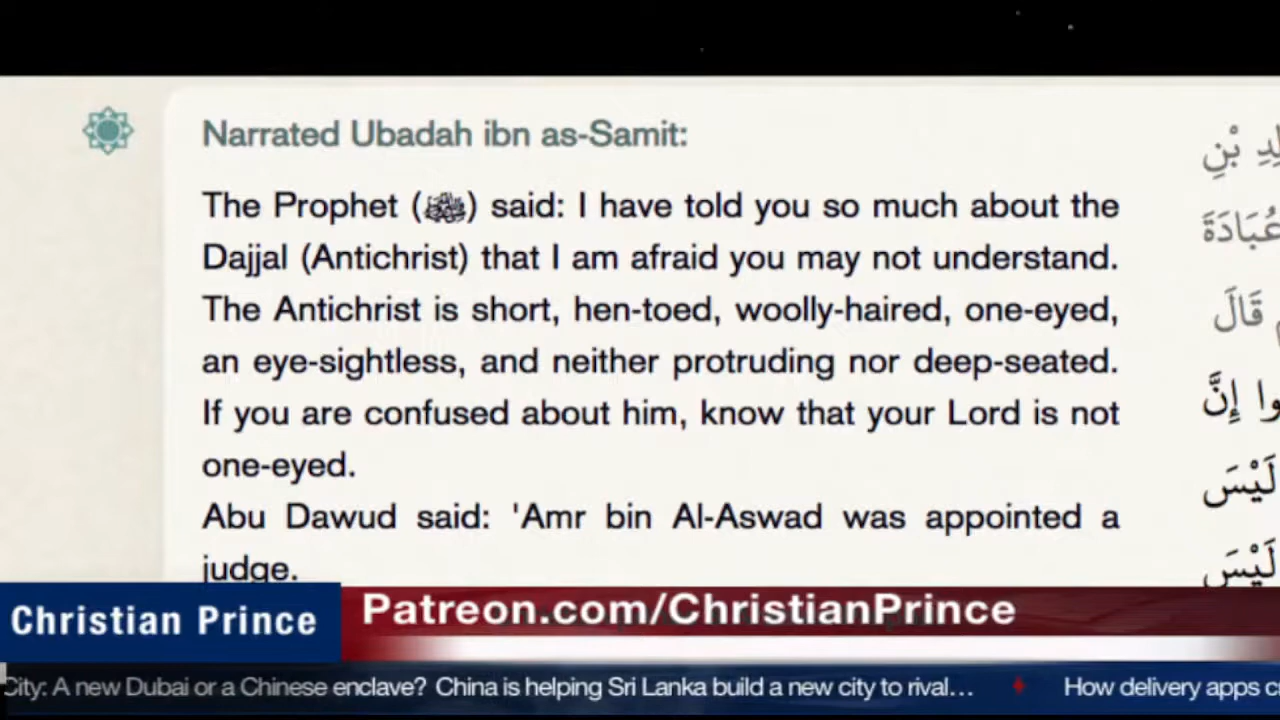 Narrated Ubadah ibn as-Samit:
The Prophet (ﷺ) said: I have told you so much about the
Dajjal (Antichrist) that I am afraid you may not understand.
The Antichrist is short, hen-toed, woolly-haired, one-eyed,
an eye-sightless, and neither protruding nor deep-seated.
If you are confused about him, know that your Lord is not
one-eyed.
Abu Dawud said: 'Amr bin Al-Aswad was appointed a
judge.
بْنِ
عُبَادَةَ
قَالَ
إِنَّ
لَيْسَ
لَيْسَ
Christian Prince
Patreon.com/ChristianPrince
City: A new Dubai or a Chinese enclave? China is helping Sri Lanka build a new city to rival... How delivery apps